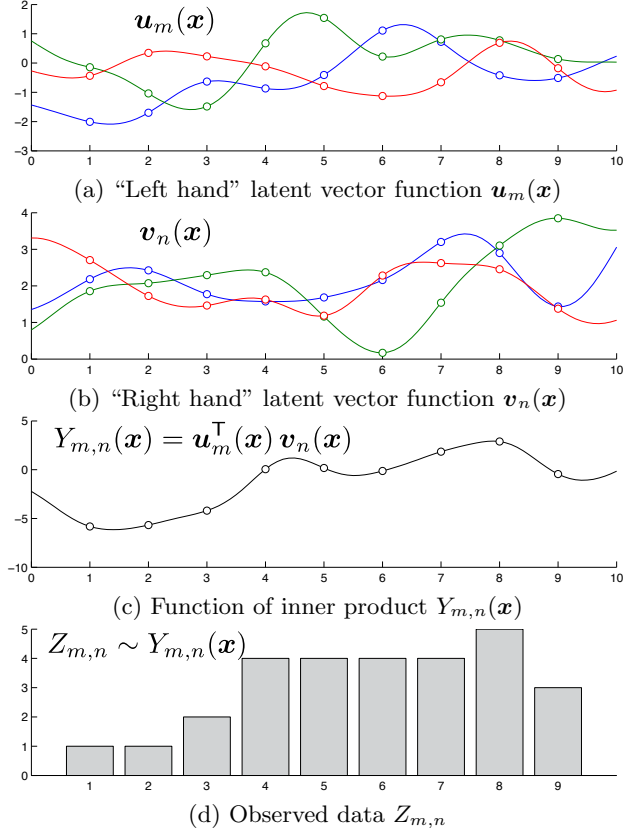 2
1
0
−1
−2
−3
u_m(x)
0 1 2 3 4 5 6 7 8 9 10
(a) “Left hand” latent vector function u_m(x)
4
3
2
1
0
v_n(x)
0 1 2 3 4 5 6 7 8 9 10
(b) “Right hand” latent vector function v_n(x)
5
0
−5
−10
Y_{m,n}(x) = u_m^T(x) v_n(x)
0 1 2 3 4 5 6 7 8 9 10
(c) Function of inner product Y_{m,n}(x)
5
4
3
2
1
0
Z_{m,n} ∼ Y_{m,n}(x)
1 2 3 4 5 6 7 8 9
(d) Observed data Z_{m,n}